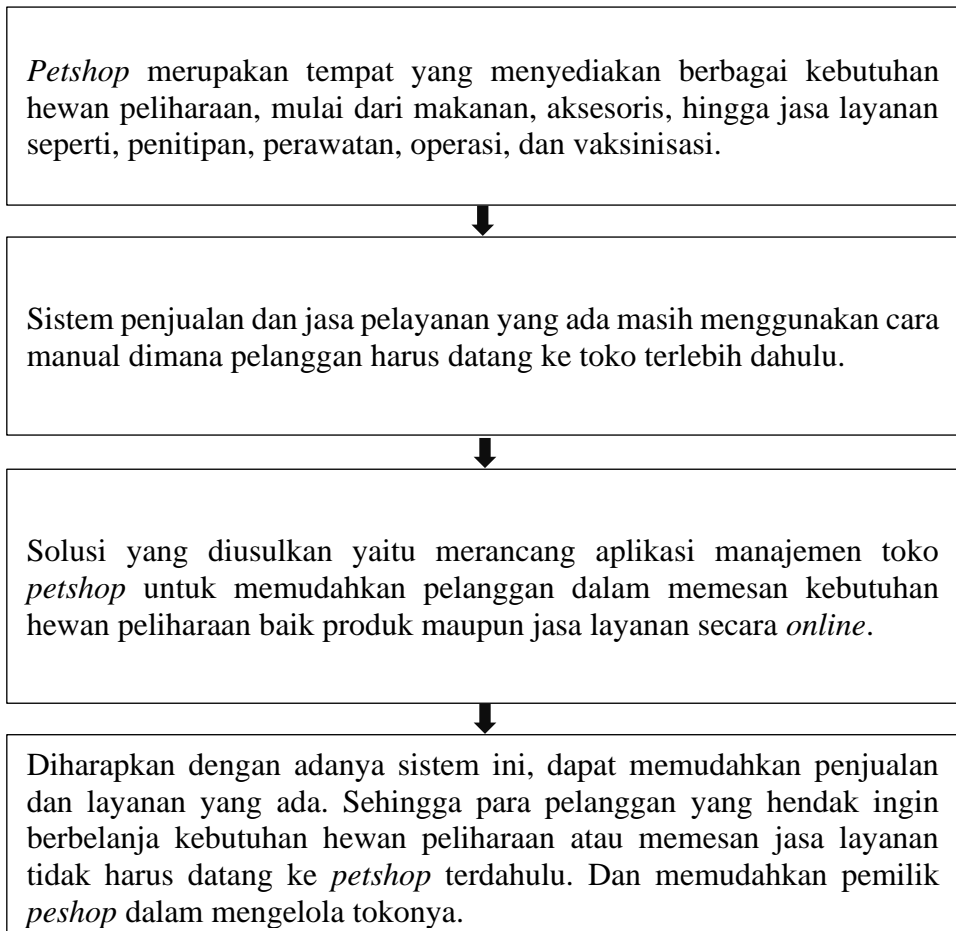 Petshop merupakan tempat yang menyediakan berbagai kebutuhan
hewan peliharaan, mulai dari makanan, aksesoris, hingga jasa layanan
seperti, penitipan, perawatan, operasi, dan vaksinisasi.
Sistem penjualan dan jasa pelayanan yang ada masih menggunakan cara
manual dimana pelanggan harus datang ke toko terlebih dahulu.
Solusi yang diusulkan yaitu merancang aplikasi manajemen toko
petshop untuk memudahkan pelanggan dalam memesan kebutuhan
hewan peliharaan baik produk maupun jasa layanan secara online.
Diharapkan dengan adanya sistem ini, dapat memudahkan penjualan
dan layanan yang ada. Sehingga para pelanggan yang hendak ingin
berbelanja kebutuhan hewan peliharaan atau memesan jasa layanan
tidak harus datang ke petshop terdahulu. Dan memudahkan pemilik
peshop dalam mengelola tokonya.